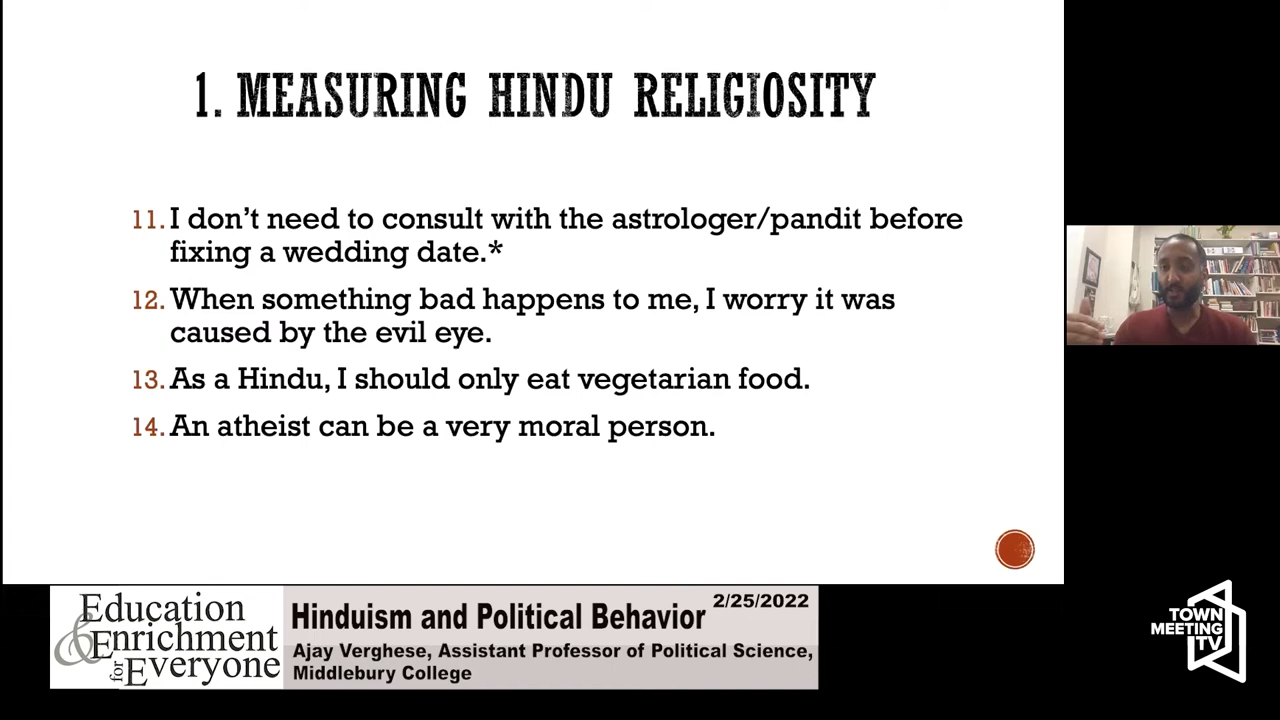 1. MEASURING HINDU RELIGIOSITY
11. I don't need to consult with the astrologer/pandit before
fixing a wedding date.*
12. When something bad happens to me, I worry it was
caused by the evil eye.
13. As a Hindu, I should only eat vegetarian food.
14. An atheist can be a very moral person.
Education
& Enrichment
for Everyone
Hinduism and Political Behavior
2/25/2022
Ajay Verghese, Assistant Professor of Political Science,
Middlebury College
TOWN
MEETING
TV